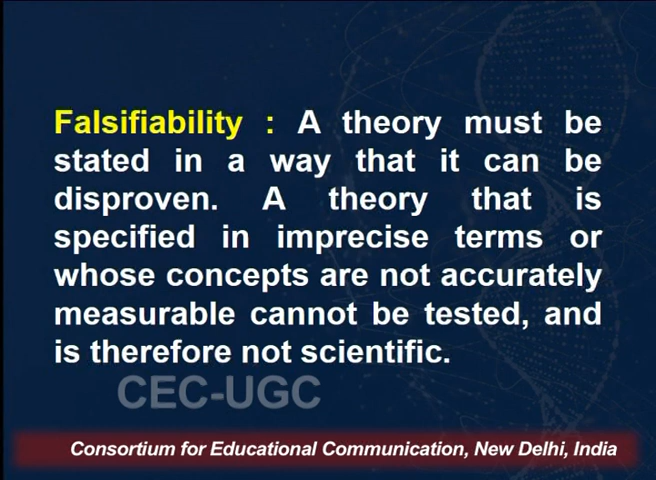 Falsifiability : A theory must be
stated in a way that it can be
disproven. A theory that is
specified in imprecise terms or
whose concepts are not accurately
measurable cannot be tested, and
is therefore not scientific.
CEC-UGC
Consortium for Educational Communication, New Delhi, India